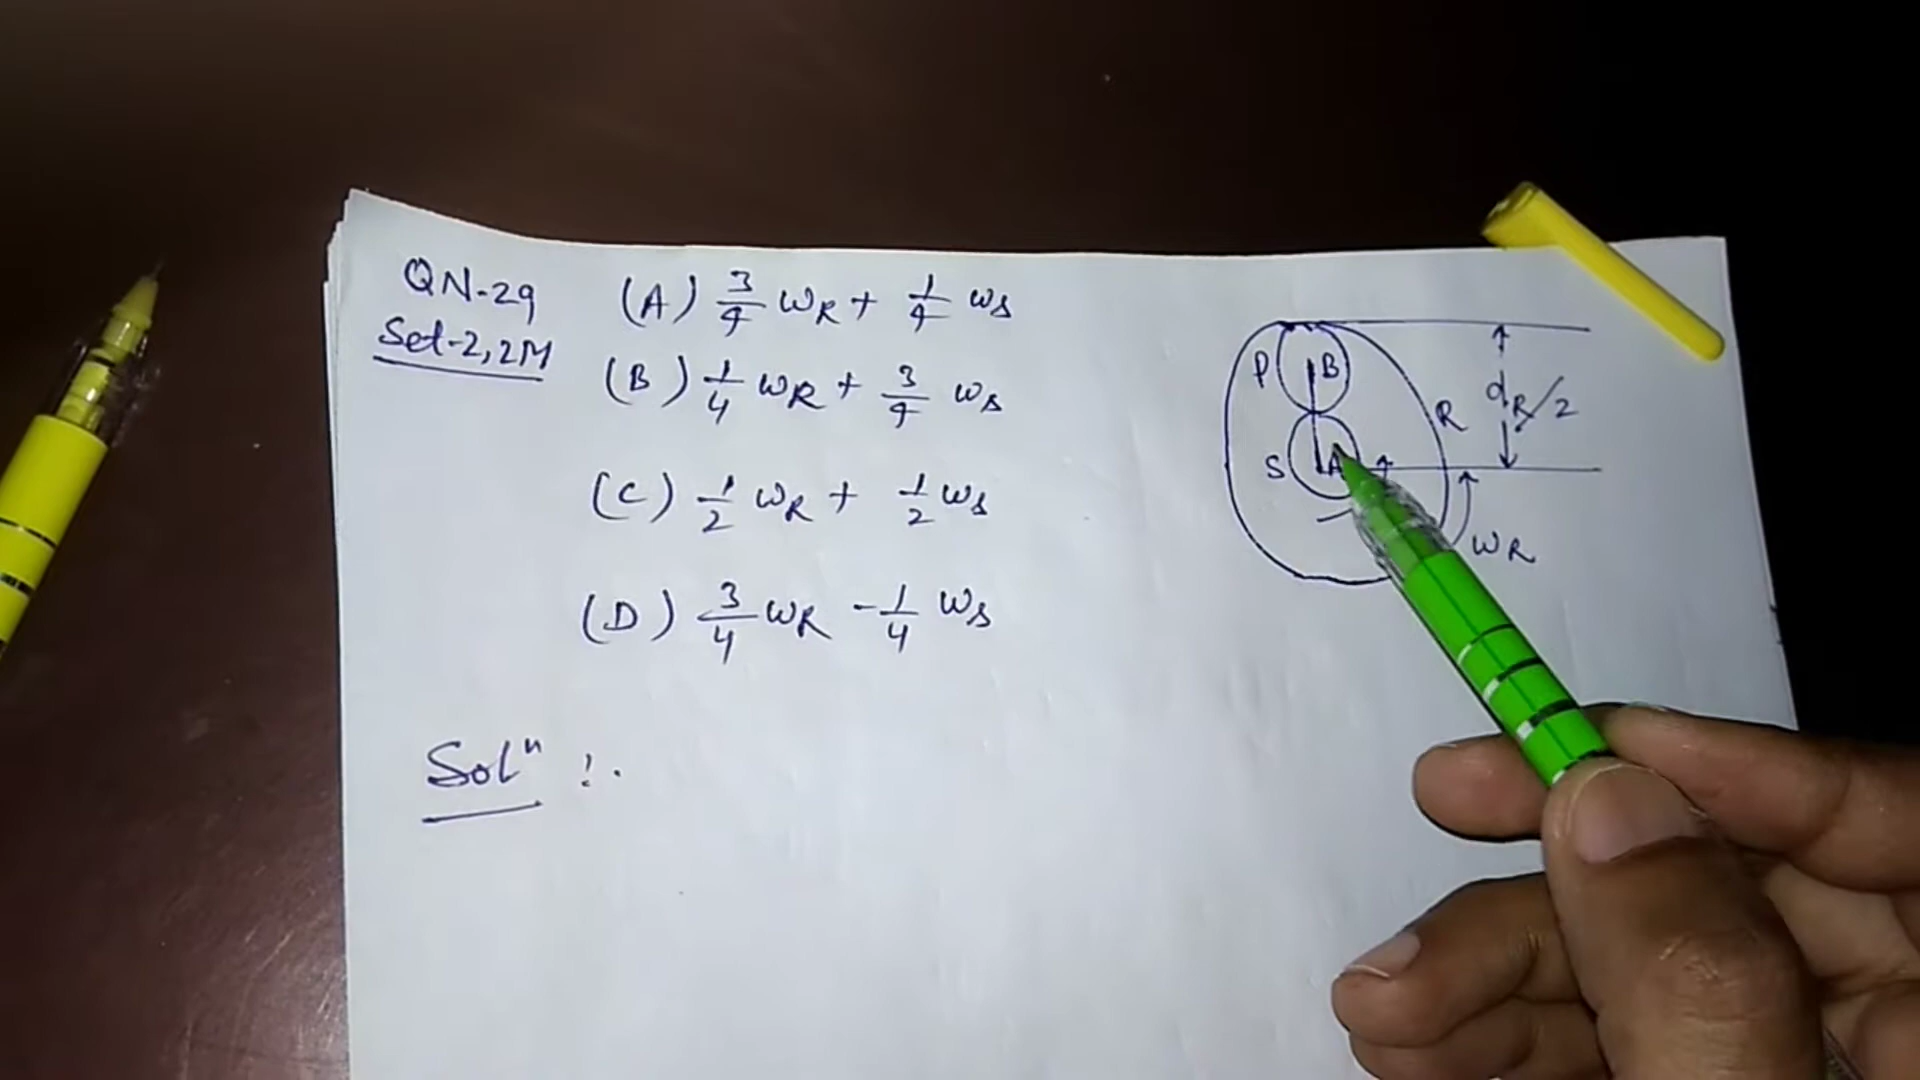 QN-29
Set-2, 2M
(A) 3/4 ωR + 1/4 ωs
(B) 1/4 ωR + 3/4 ωs
(C) 1/2 ωR + 1/2 ωs
(D) 3/4 ωR - 1/4 ωs
Solⁿ :.
P
B
S
A
R
dR/2
ωR